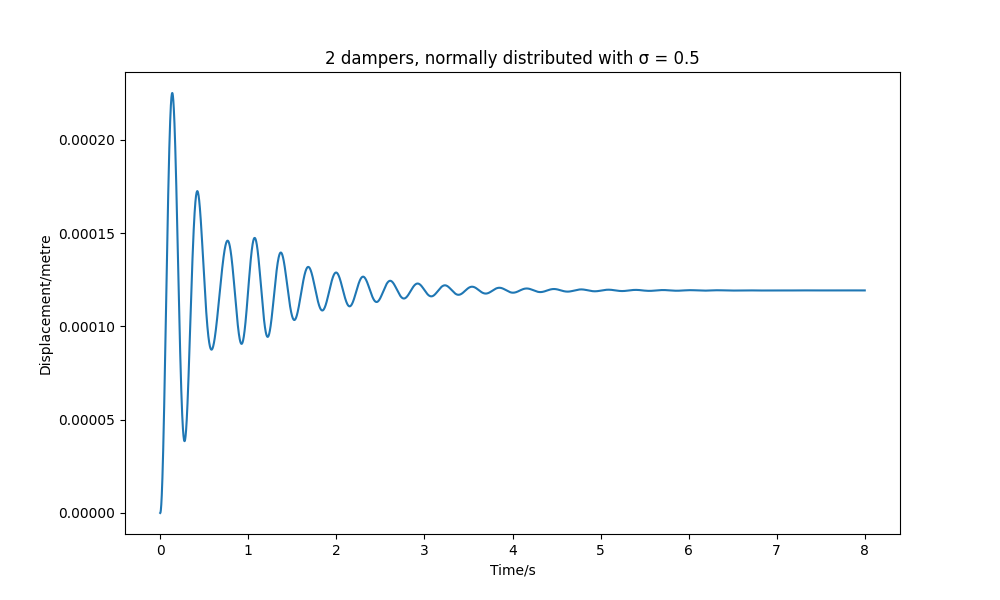 2 dampers, normally distributed with σ = 0.5
0.00020
0.00015
0.00010
0.00005
0.00000
Displacement/metre
0 1 2 3 4 5 6 7 8
Time/s